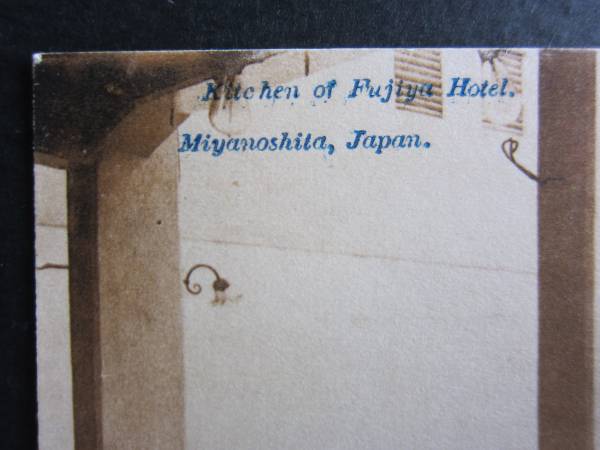 Kitchen of Fujiya Hotel.
Miyanoshita, Japan.